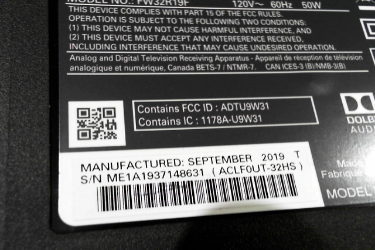 MODEL NO.: FW32R19F 120V~ 60Hz 50W
THIS DEVICE COMPLIES WITH PART 15 OF THE FCC RULES.
OPERATION IS SUBJECT TO THE FOLLOWING TWO CONDITIONS:
(1) THIS DEVICE MAY NOT CAUSE HARMFUL INTERFERENCE, AND
(2) THIS DEVICE MUST ACCEPT ANY INTERFERENCE RECEIVED,
INCLUDING INTERFERENCE THAT MAY CAUSE UNDESIRED OPERATION.
Analog and Digital Television Receiving Apparatus - Appareil de réception de télévision
analogique et numérique, Canada BETS-7 / NTMR-7. CAN ICES-3 (B)/NMB-3(B)
Contains FCC ID : ADTU9W31
Contains IC : 1178A-U9W31
DOLBY
AUD
MANUFACTURED: SEPTEMBER 2019 T
S/N ME1A1937148631 ( ACLF0UT-32HS )
Made
Fabriqué
MODEL